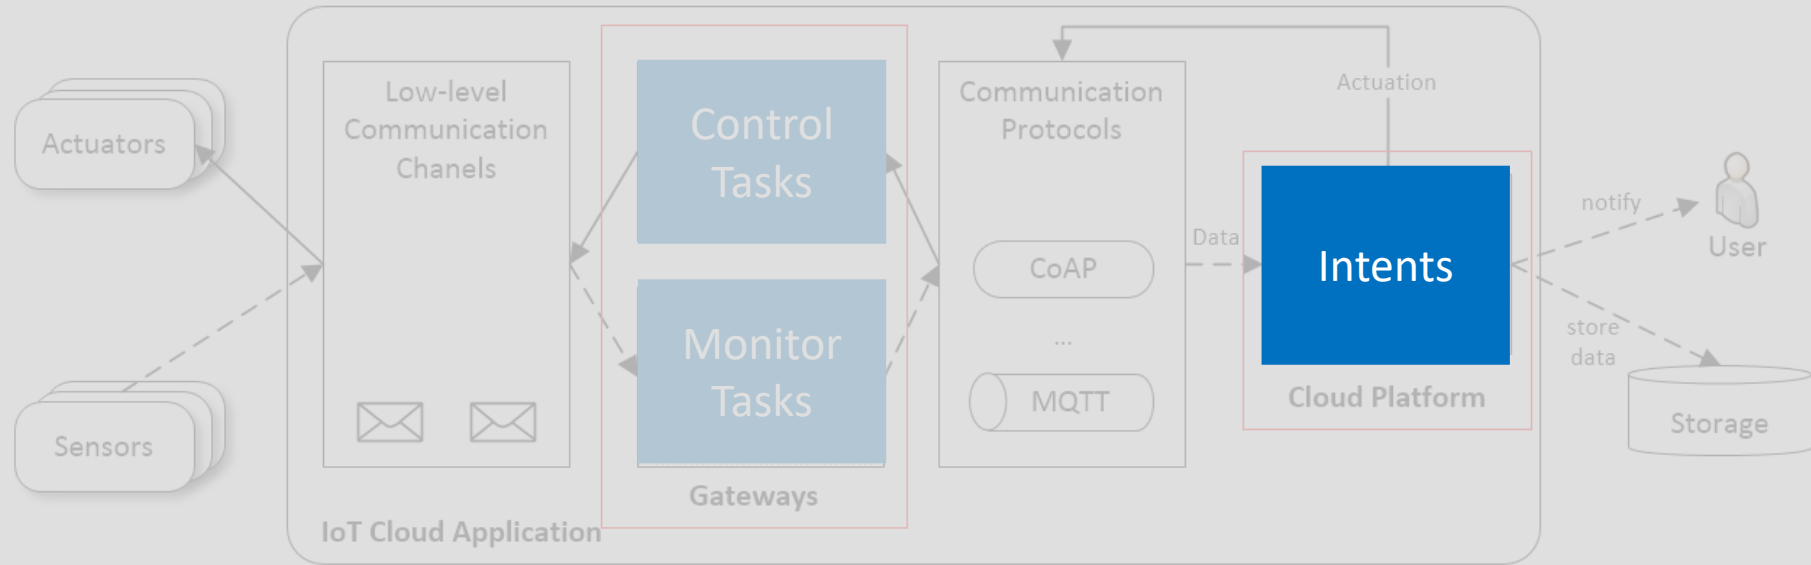 Actuators
Sensors
Low-level
Communication
Chanels
IoT Cloud Application
Control
Tasks
Monitor
Tasks
Gateways
Communication
Protocols
CoAP
...
MQTT
Actuation
Data
Intents
Cloud Platform
notify
User
store
data
Storage